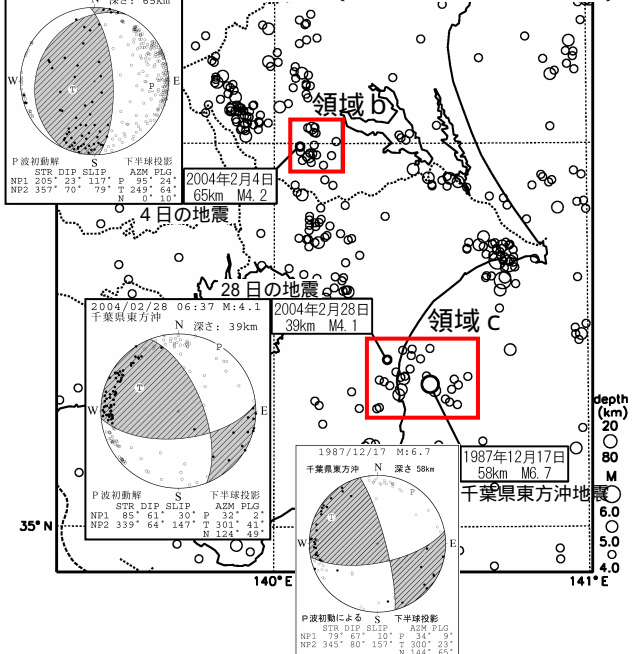 N 深さ: 65km
W
T
P
E
S
P波初動解 下半球投影
STR DIP SLIP AZM PLG
NP1 205° 23° 117° P 95° 24°
NP2 357° 70° 79° T 249° 64°
N 0° 10°
領域b
2004年2月4日
65km M4.2
4日の地震
28日の地震
2004/02/28 06:37 M:4.1
千葉県東方沖
N 深さ: 39km
P
T
W
E
S
P波初動解 下半球投影
STR DIP SLIP AZM PLG
NP1 85° 61° 30° P 32° 2°
NP2 339° 64° 147° T 301° 41°
N 124° 49°
2004年2月28日
39km M4.1
領域c
1987年12月17日
58km M6.7
千葉県東方沖地震
1987/12/17 M:6.7
千葉県東方沖 N 深さ 58km
P
T
W
E
S
P波初動による 下半球投影
STR DIP SLIP AZM PLG
NP1 79° 67° 10° P 34° 9°
NP2 345° 80° 157° T 300° 23°
N 144° 65°
depth
(km)
20
80
M
6.0
5.0
4.0
35°N
140°E
141°E